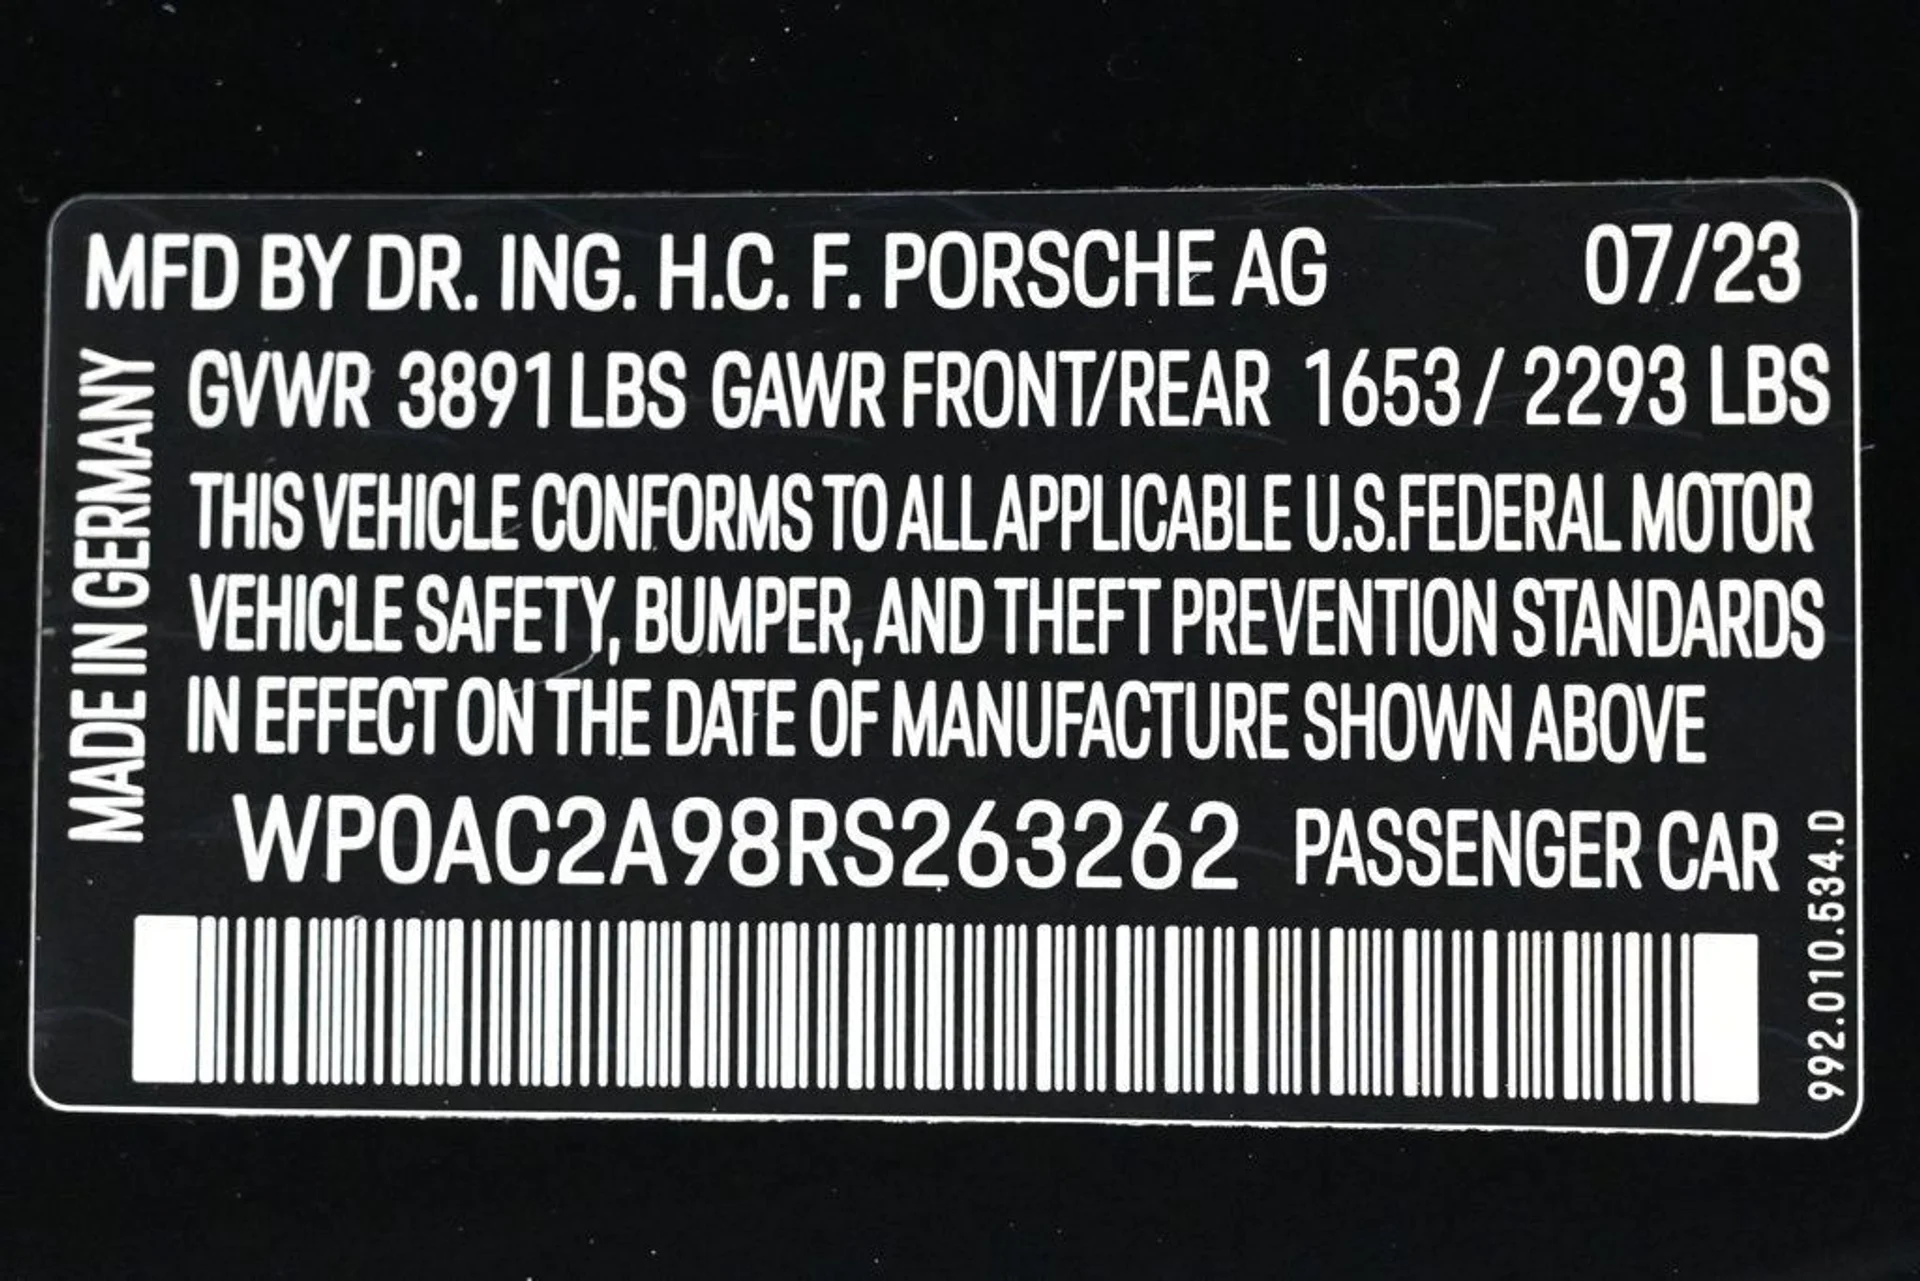 MFD BY DR. ING. H.C. F. PORSCHE AG 07/23
GVWR 3891 LBS GAWR FRONT/REAR 1653 / 2293 LBS
THIS VEHICLE CONFORMS TO ALL APPLICABLE U.S.FEDERAL MOTOR
VEHICLE SAFETY, BUMPER, AND THEFT PREVENTION STANDARDS
IN EFFECT ON THE DATE OF MANUFACTURE SHOWN ABOVE
WP0AC2A98RS263262 PASSENGER CAR
MADE IN GERMANY
992.010.534.D